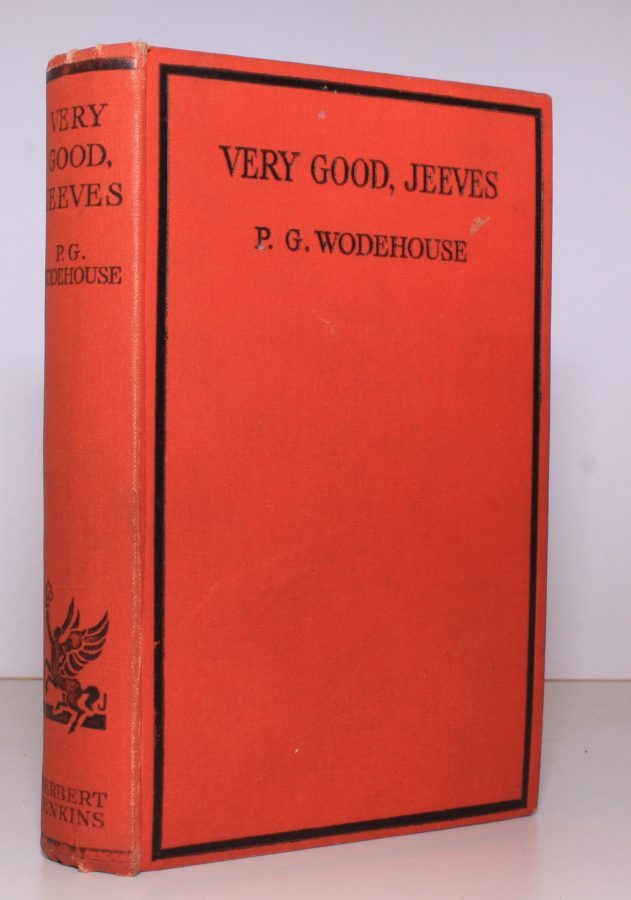 VERY GOOD, JEEVES
P. G. WODEHOUSE
VERY
GOOD,
JEEVES
P. G.
WODEHOUSE
HERBERT
JENKINS